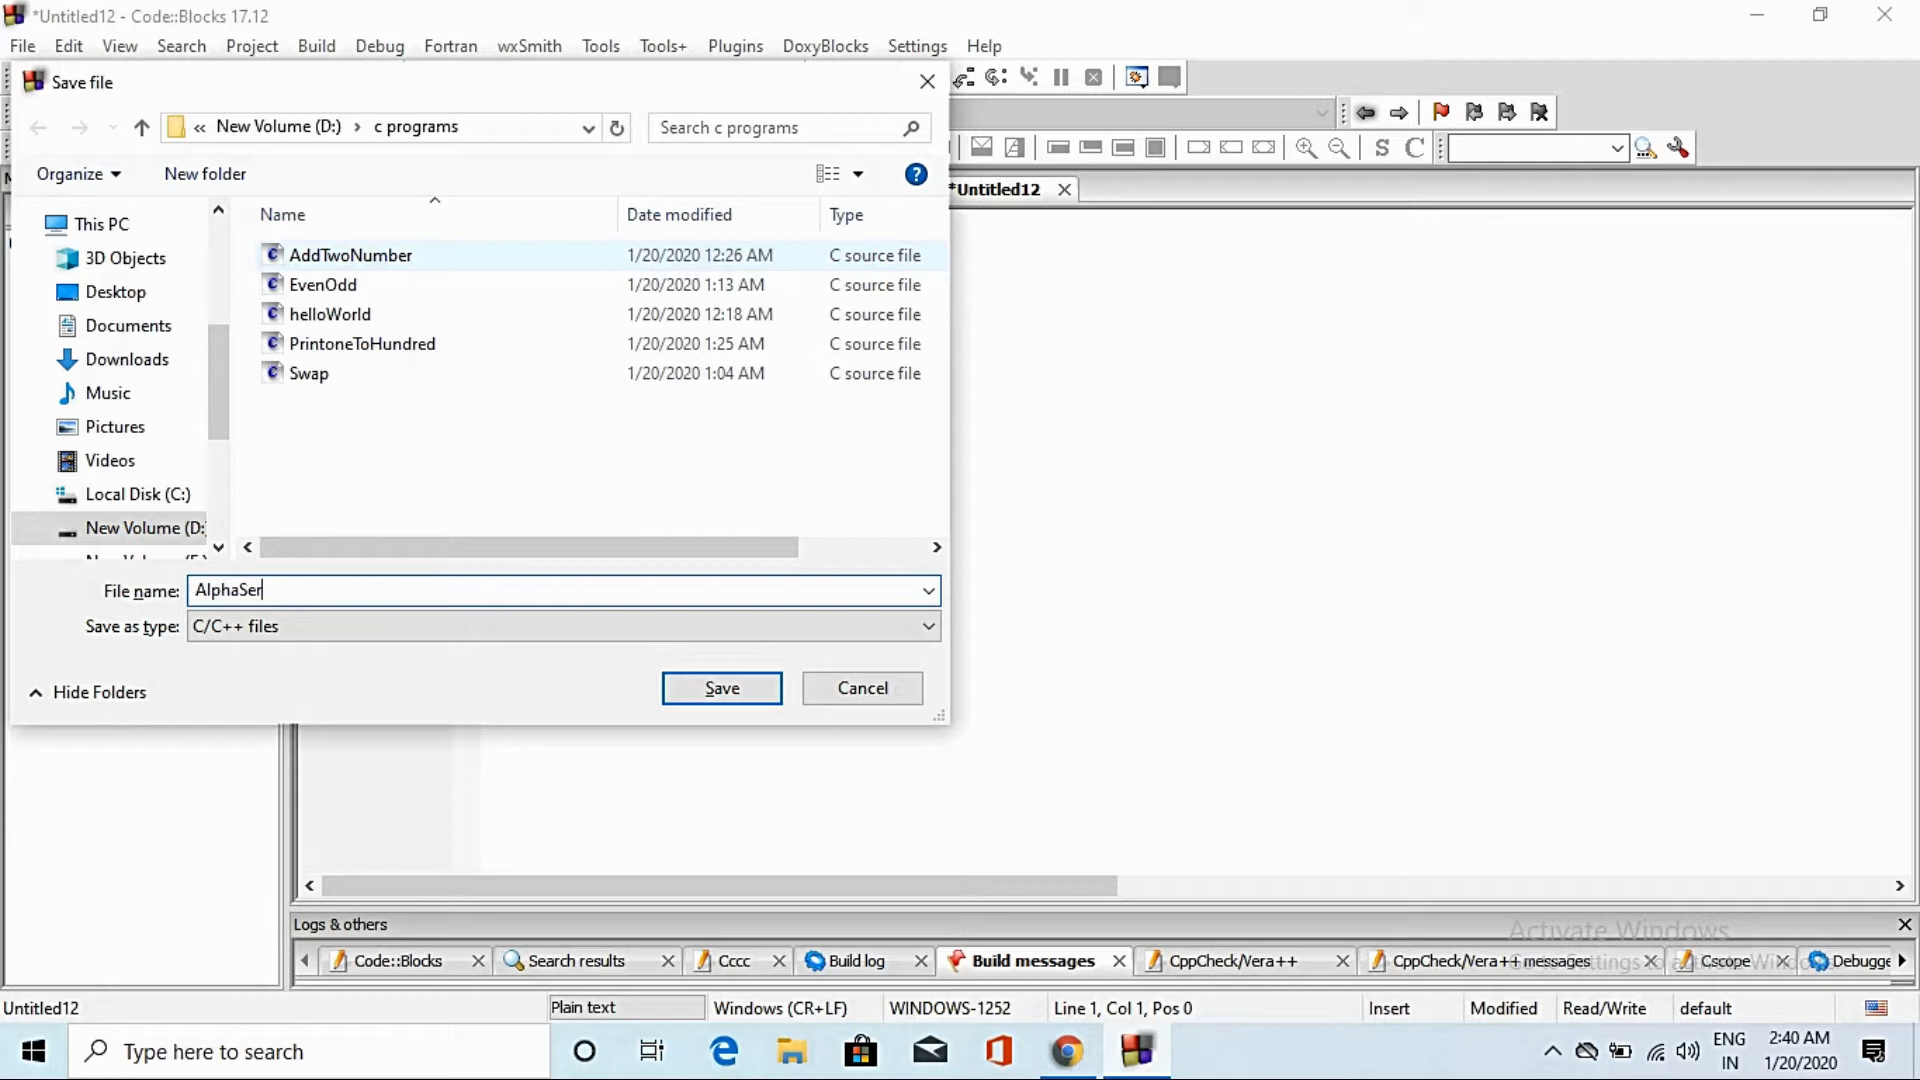 *Untitled12 - Code::Blocks 17.12
File Edit View Search Project Build Debug Fortran wxSmith Tools Tools+ Plugins DoxyBlocks Settings Help
Save file
« New Volume (D:) > c programs
Search c programs
Organize New folder
*Untitled12
Name Date modified Type
This PC
3D Objects
Desktop
Documents
Downloads
Music
Pictures
Videos
Local Disk (C:)
New Volume (D:
AddTwoNumber 1/20/2020 12:26 AM C source file
EvenOdd 1/20/2020 1:13 AM C source file
helloWorld 1/20/2020 12:18 AM C source file
PrintoneToHundred 1/20/2020 1:25 AM C source file
Swap 1/20/2020 1:04 AM C source file
File name: AlphaSer
Save as type: C/C++ files
Hide Folders Save Cancel
Logs & others
Activate Windows
Code::Blocks Search results Cccc Build log Build messages CppCheck/Vera++ CppCheck/Vera++ messages Cscope Debugge
Go to Settings to activate Windows.
Untitled12 Plain text Windows (CR+LF) WINDOWS-1252 Line 1, Col 1, Pos 0 Insert Modified Read/Write default
Type here to search
ENG
IN
2:40 AM
1/20/2020